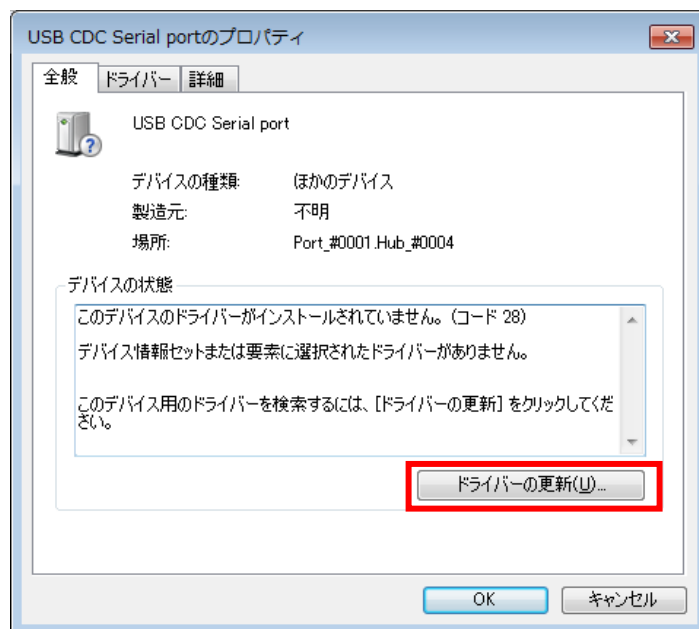 USB CDC Serial portのプロパティ
全般 ドライバー 詳細
USB CDC Serial port
デバイスの種類: ほかのデバイス
製造元: 不明
場所: Port_#0001.Hub_#0004
デバイスの状態
このデバイスのドライバーがインストールされていません。(コード 28)
デバイス情報セットまたは要素に選択されたドライバーがありません。
このデバイス用のドライバーを検索するには、[ドライバーの更新] をクリックしてくだ
さい。
ドライバーの更新(U)...
OK キャンセル